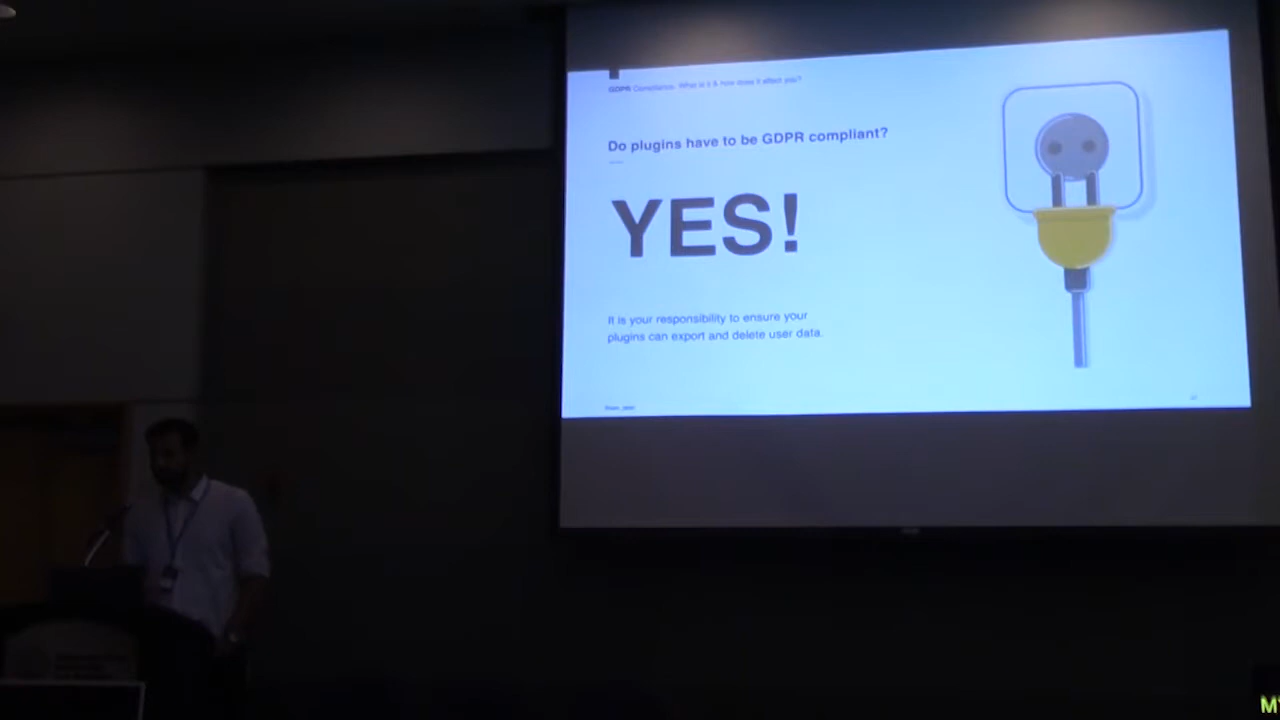 GDPR Compliance: What is it & how does it affect you?
Do plugins have to be GDPR compliant?
YES!
It is your responsibility to ensure your
plugins can export and delete user data.